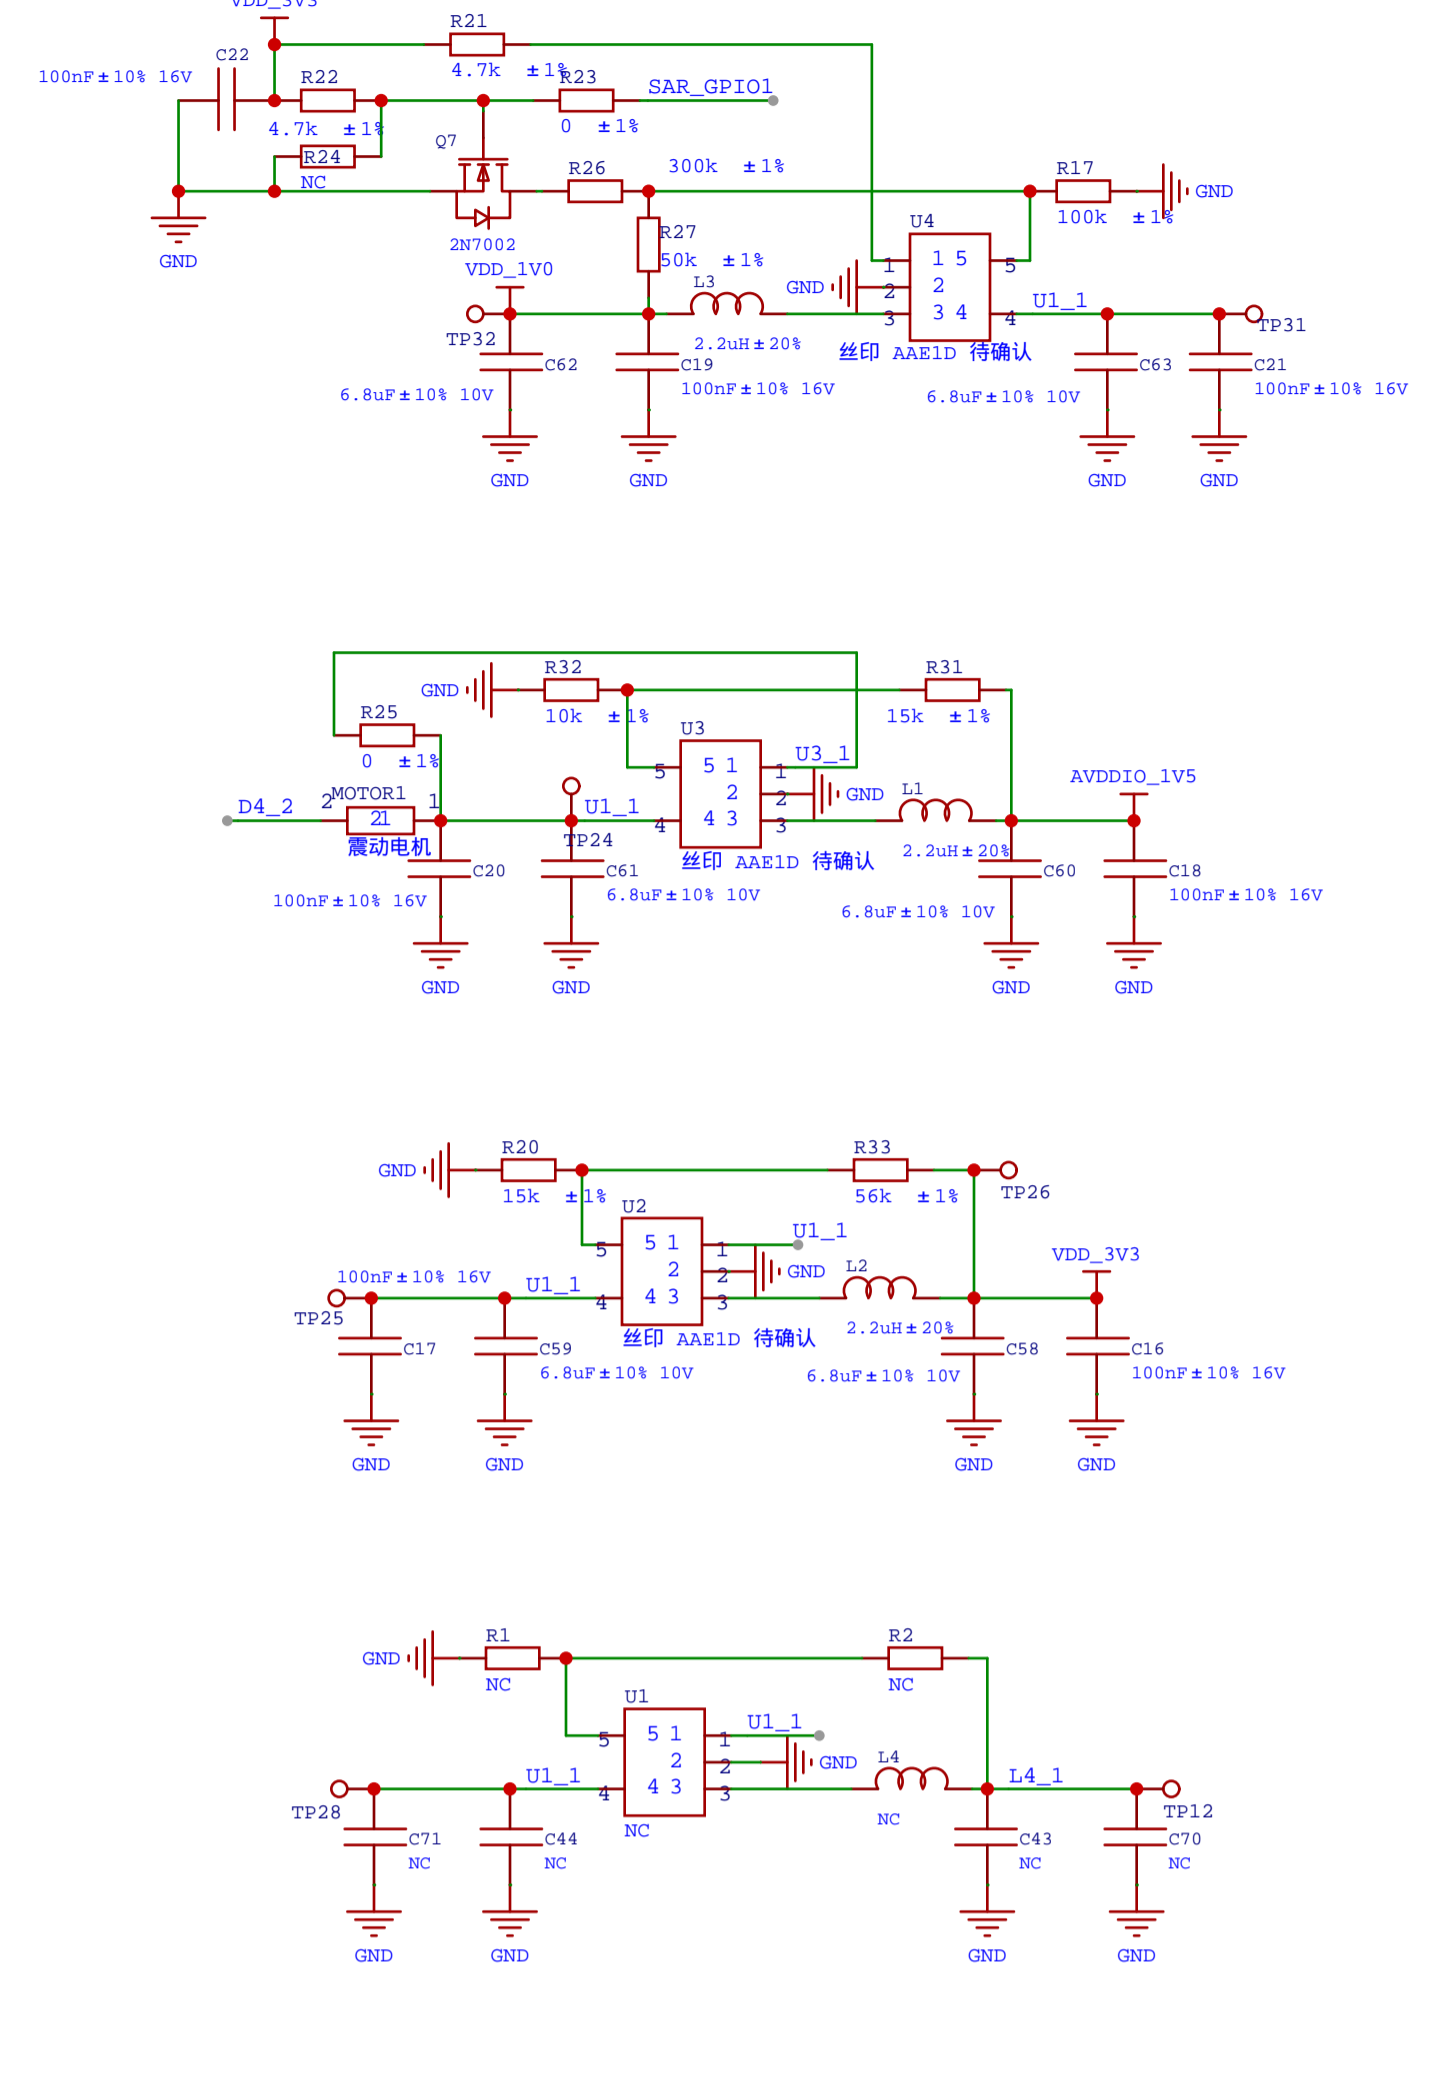 VDD_3V3
R21
C22
100nF±10% 16V
R22
4.7k ±1%
R23
SAR_GPIO1
4.7k ±1%
0 ±1%
Q7
R24
NC
R26
300k ±1%
R17
GND
100k ±1%
U4
R27
2N7002
50k ±1%
GND
VDD_1V0
L3
GND
1 5
2
3 4
1
2
3
5
4
U1_1
TP32
TP31
2.2uH±20%
丝印 AAE1D 待确认
C62
C19
C63
C21
6.8uF±10% 10V
100nF±10% 16V
6.8uF±10% 10V
100nF±10% 16V
GND
GND
GND
GND
R32
R31
GND
10k ±1%
15k ±1%
R25
U3
0 ±1%
U3_1
5 1
2
4 3
5
4
1
2
3
GND
AVDDIO_1V5
L1
D4_2
2
MOTOR1
1
21
U1_1
TP24
震动电机
丝印 AAE1D 待确认
2.2uH±20%
C20
C61
C60
C18
100nF±10% 16V
6.8uF±10% 10V
6.8uF±10% 10V
100nF±10% 16V
GND
GND
GND
GND
R20
R33
GND
15k ±1%
56k ±1%
TP26
U2
U1_1
5 1
2
4 3
5
4
1
2
3
GND
VDD_3V3
L2
100nF±10% 16V
U1_1
TP25
丝印 AAE1D 待确认
2.2uH±20%
C17
C59
C58
C16
6.8uF±10% 10V
6.8uF±10% 10V
100nF±10% 16V
GND
GND
GND
GND
R1
R2
GND
NC
NC
U1
U1_1
5 1
2
4 3
5
4
1
2
3
GND
L4
U1_1
L4_1
TP28
TP12
NC
NC
C71
C44
C43
C70
NC
NC
NC
NC
GND
GND
GND
GND